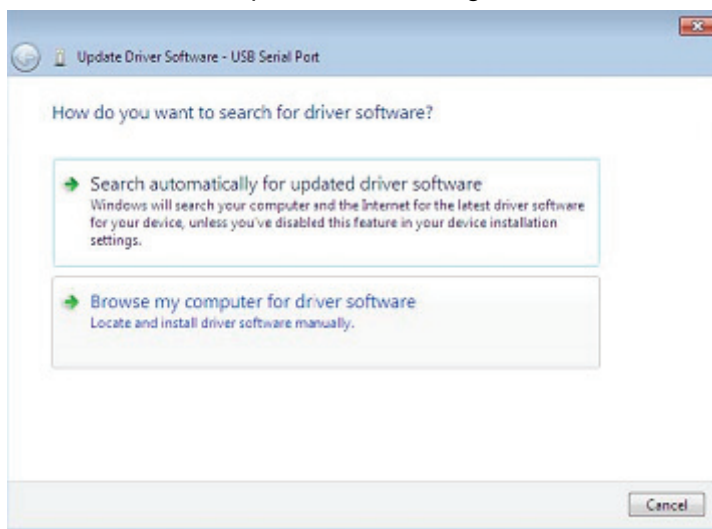 Update Driver Software - USB Serial Port
How do you want to search for driver software?
Search automatically for updated driver software
Windows will search your computer and the Internet for the latest driver software
for your device, unless you've disabled this feature in your device installation
settings.
Browse my computer for driver software
Locate and install driver software manually.
Cancel